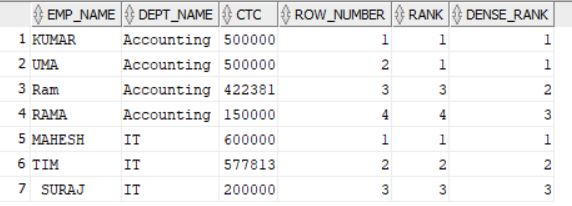 EMP_NAME DEPT_NAME CTC ROW_NUMBER RANK DENSE_RANK
1 KUMAR Accounting 500000 1 1 1
2 UMA Accounting 500000 2 1 1
3 Ram Accounting 422381 3 3 2
4 RAMA Accounting 150000 4 4 3
5 MAHESH IT 600000 1 1 1
6 TIM IT 577813 2 2 2
7 SURAJ IT 200000 3 3 3